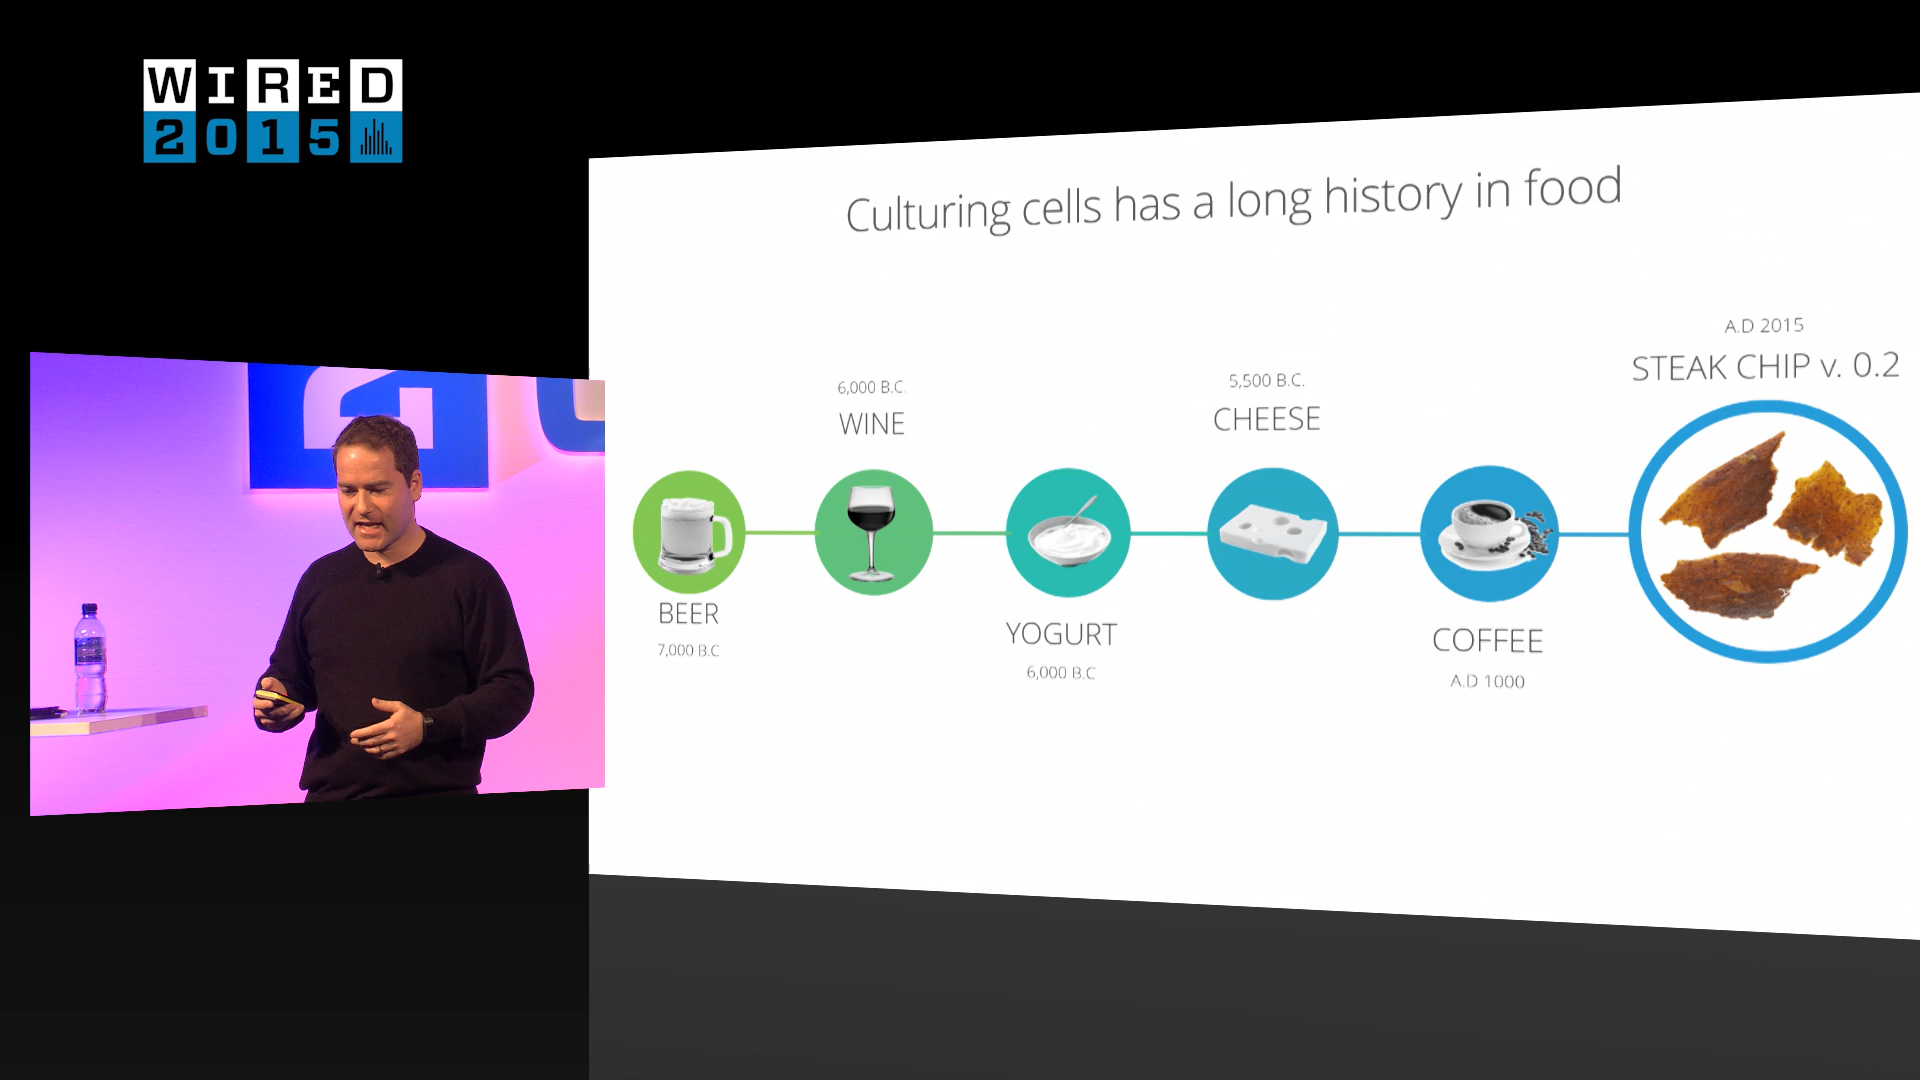 WIRED
2015
Culturing cells has a long history in food
BEER
7,000 B.C
6,000 B.C.
WINE
YOGURT
6,000 B.C
5,500 B.C.
CHEESE
COFFEE
A.D 1000
A.D 2015
STEAK CHIP v. 0.2